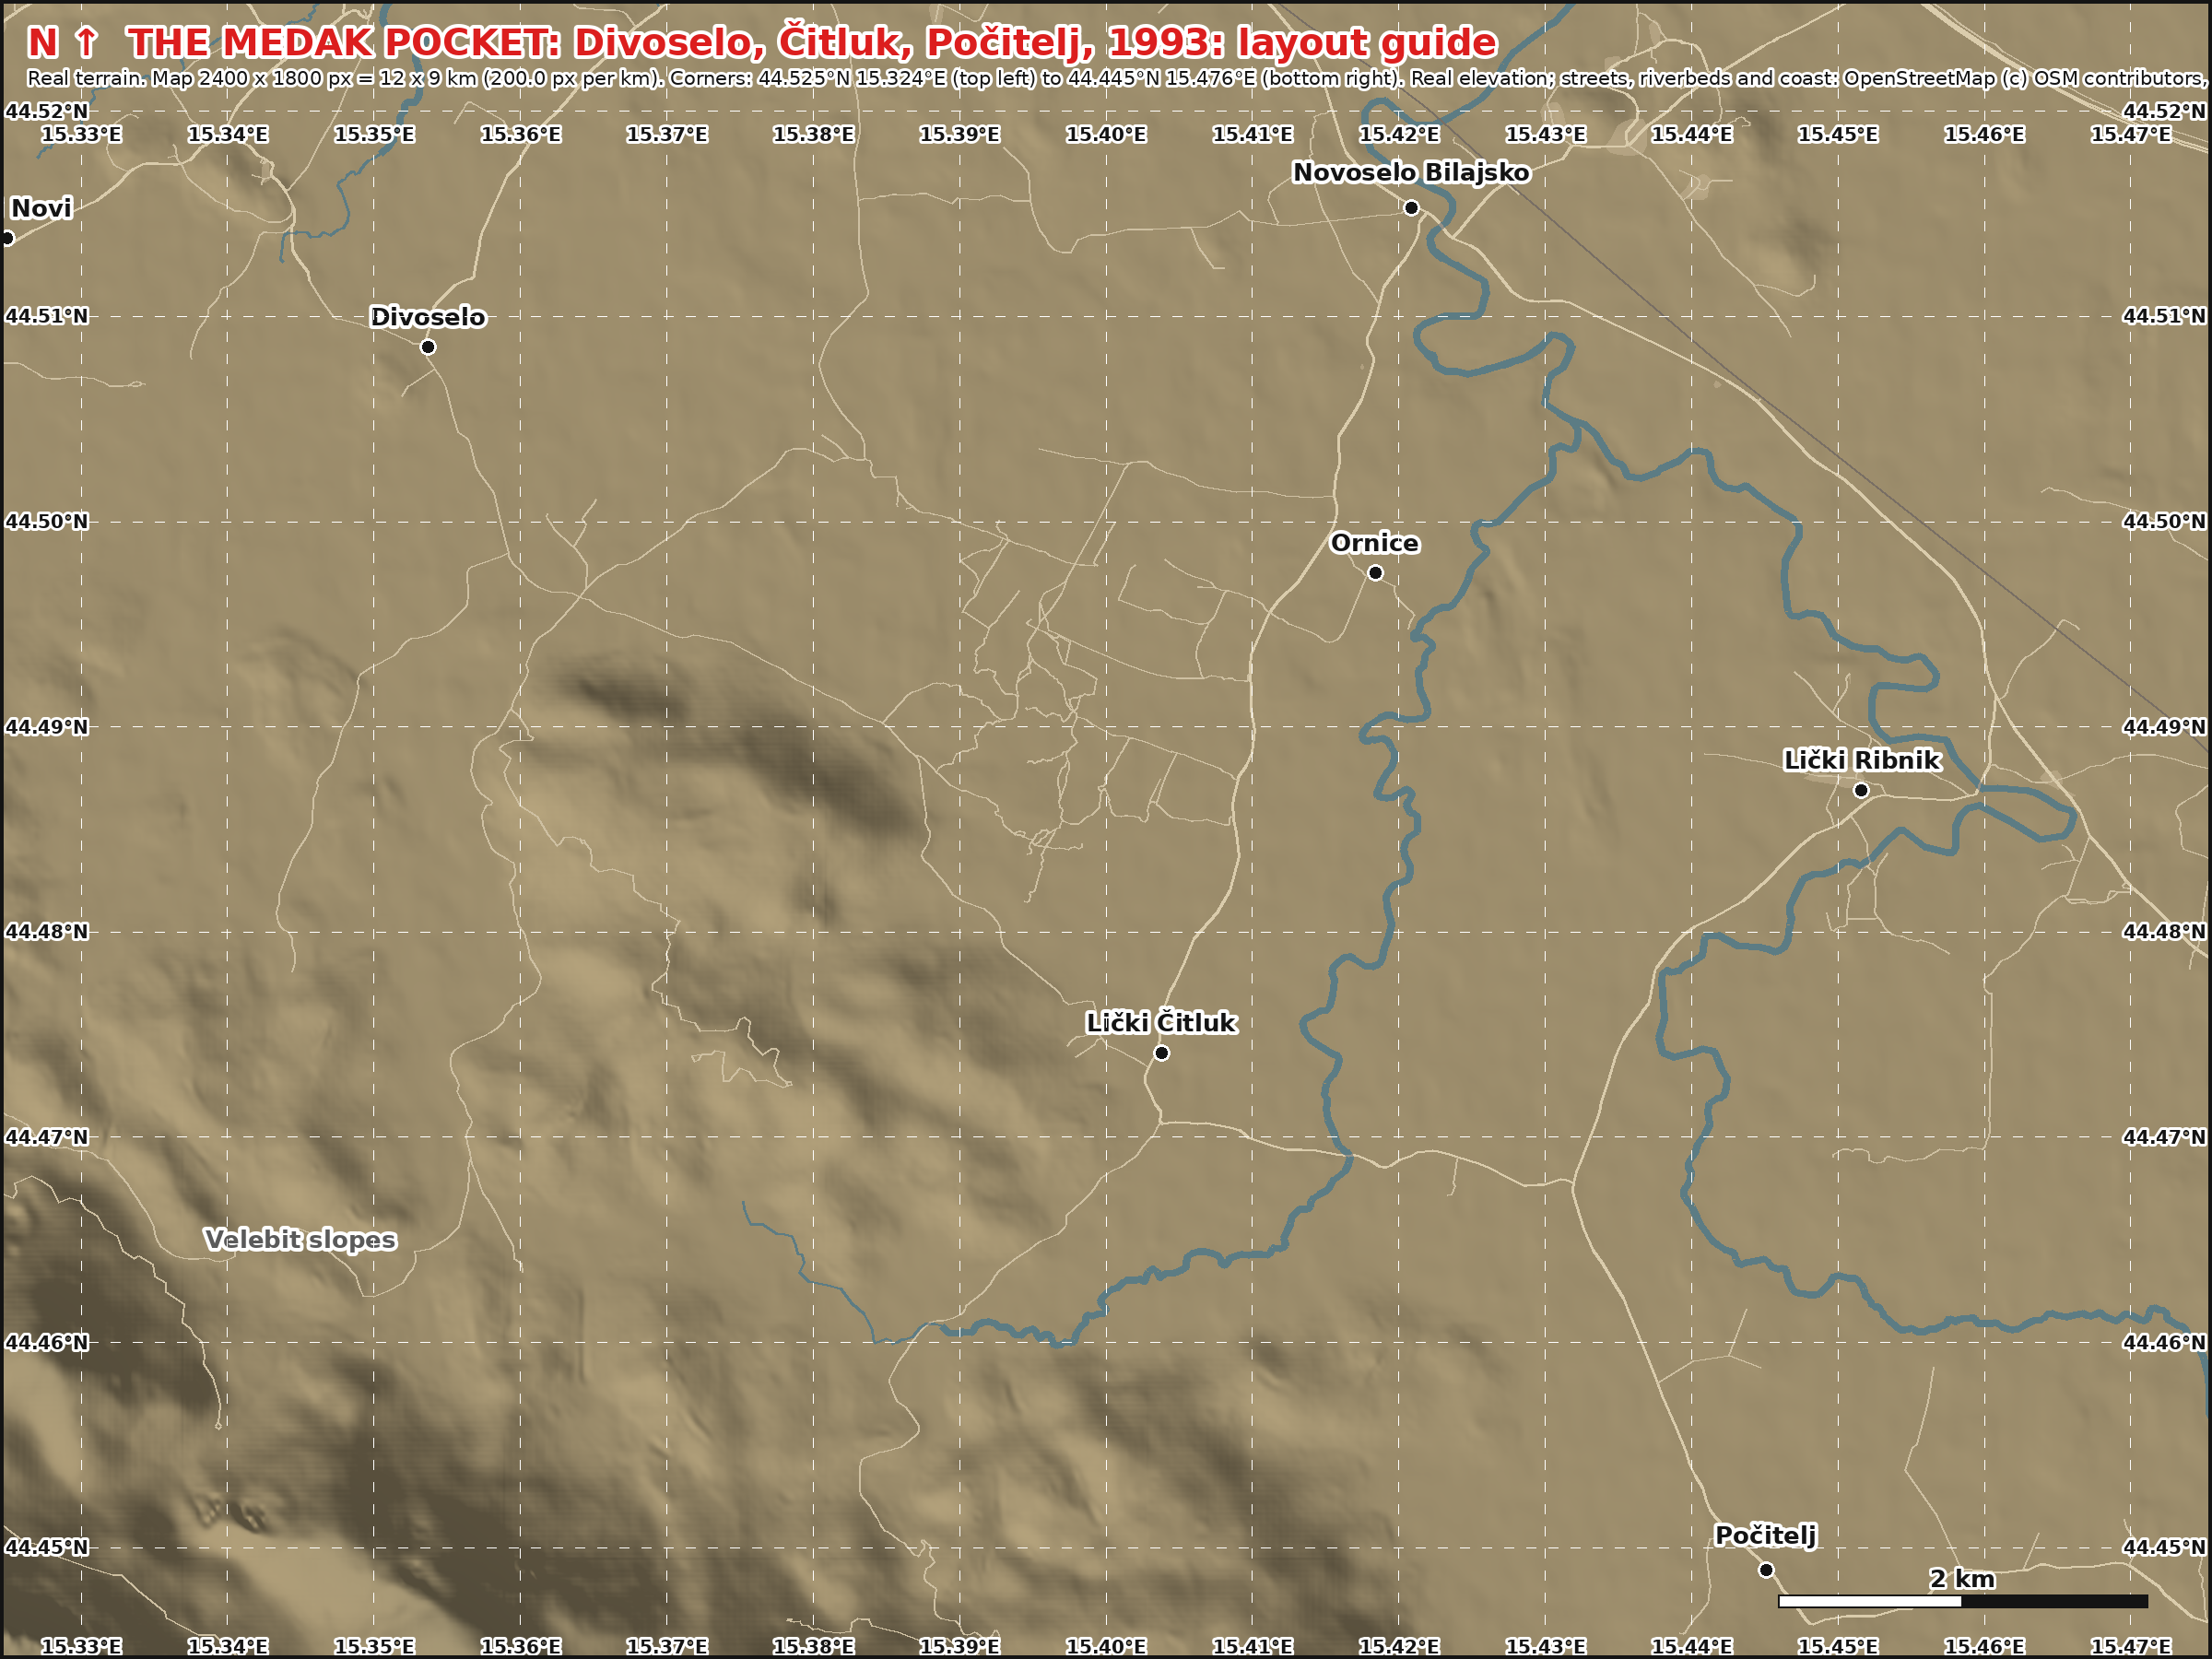 N ↑ THE MEDAK POCKET: Divoselo, Čitluk, Počitelj, 1993: layout guide
Real terrain. Map 2400 x 1800 px = 12 x 9 km (200.0 px per km). Corners: 44.525°N 15.324°E (top left) to 44.445°N 15.476°E (bottom right). Real elevation; streets, riverbeds and coast: OpenStreetMap (c) OSM contributors,
44.52°N 44.52°N
15.33°E 15.34°E 15.35°E 15.36°E 15.37°E 15.38°E 15.39°E 15.40°E 15.41°E 15.42°E 15.43°E 15.44°E 15.45°E 15.46°E 15.47°E
Novoselo Bilajsko
Novi
44.51°N Divoselo 44.51°N
44.50°N 44.50°N
Ornice
44.49°N 44.49°N
Lički Ribnik
44.48°N 44.48°N
Lički Čitluk
44.47°N 44.47°N
Velebit slopes
44.46°N 44.46°N
Počitelj
44.45°N 44.45°N
2 km
15.33°E 15.34°E 15.35°E 15.36°E 15.37°E 15.38°E 15.39°E 15.40°E 15.41°E 15.42°E 15.43°E 15.44°E 15.45°E 15.46°E 15.47°E